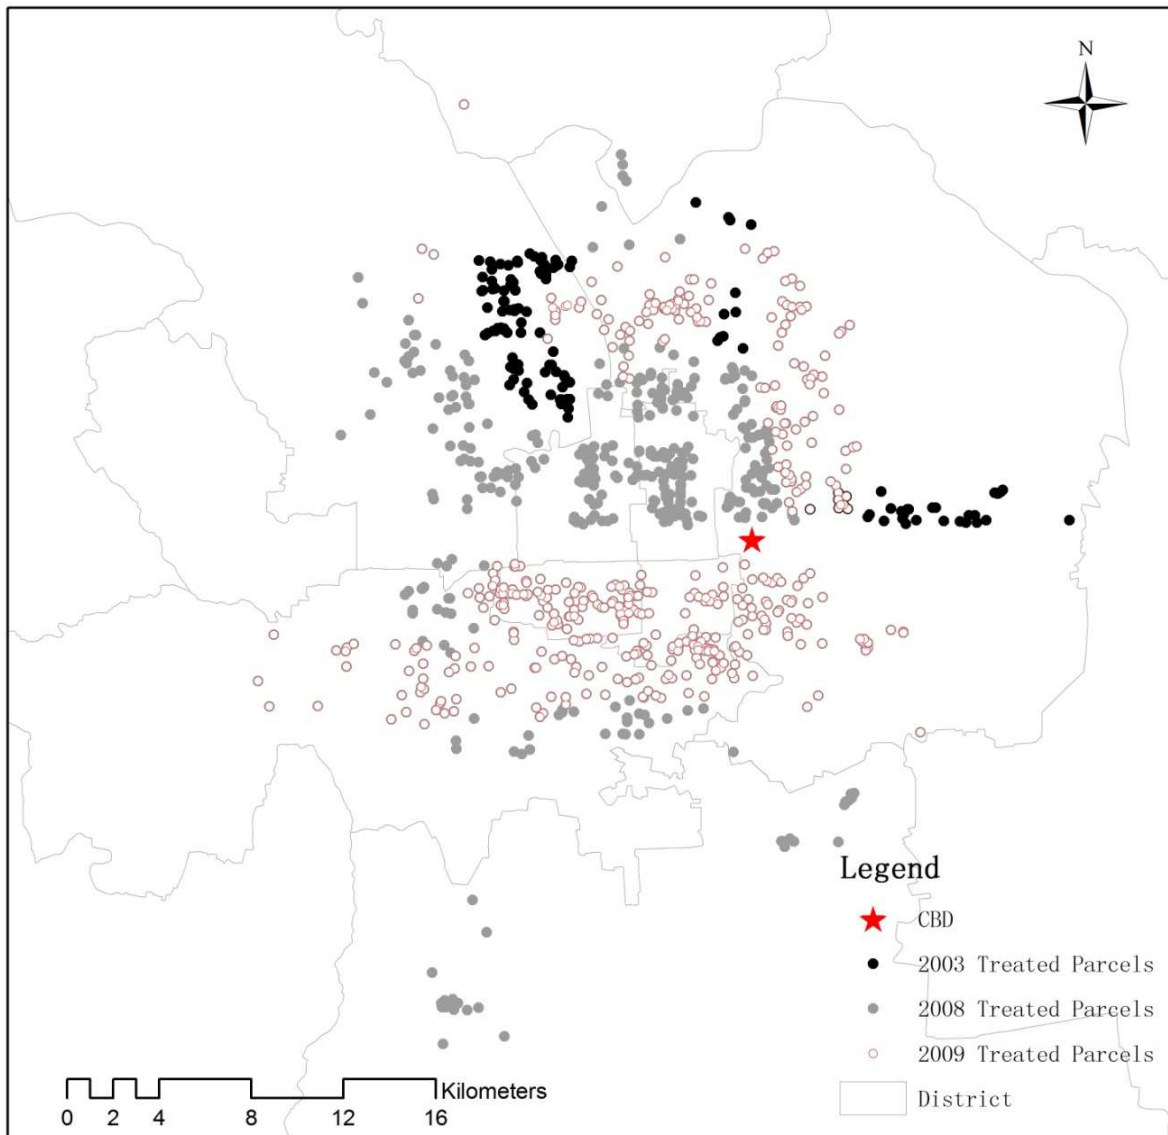 N
Legend
CBD
2003 Treated Parcels
2008 Treated Parcels
2009 Treated Parcels
District
Kilometers
0 2 4 8 12 16